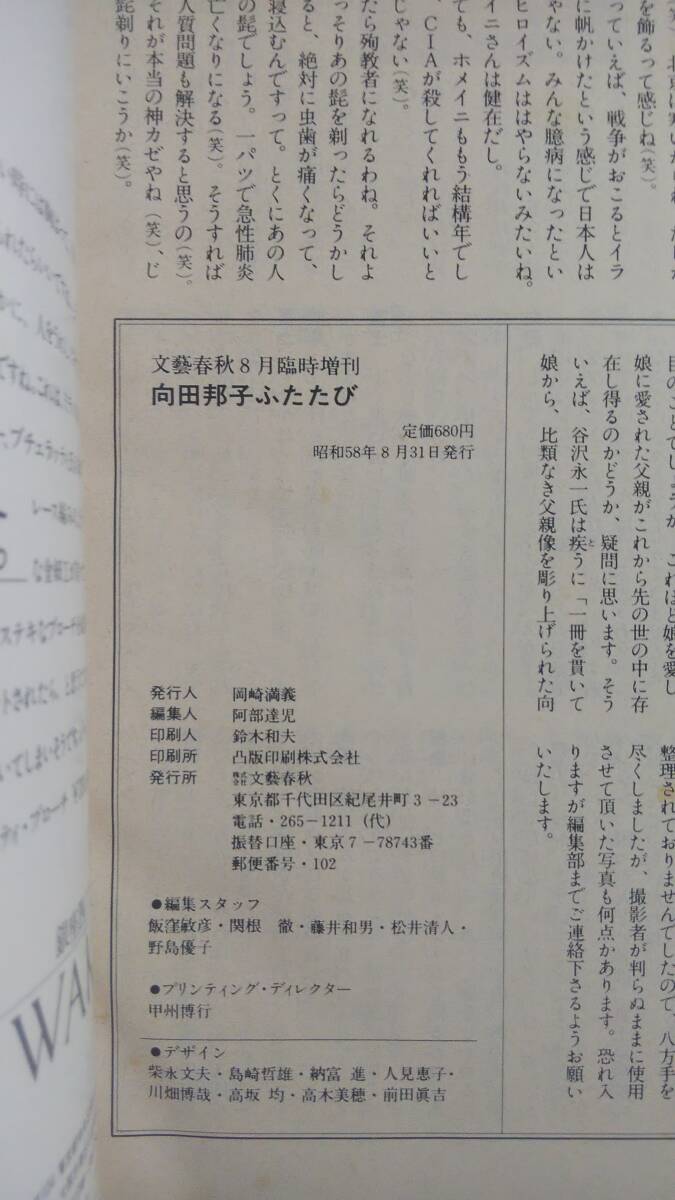 を飾るって感じね(笑)。
っていえば、戦争がおこるとイラ
に帆かけたという感じで日本人は
ゃない。みんな臆病になったとい
ヒロイズムははやらないみたいね。
イニさんは健在だし。
ても、ホメイニももう結構年でし
、CIAが殺してくれればいいと
じゃない(笑)。
たら殉教者になれるわね。それよ
っそりあの髭を剃ったらどうかし
ると、絶対に虫歯が痛くなって、
寝込むんですって。とくにあの人
の髭でしょう。一パツで急性肺炎
亡くなりになる(笑)。そうすれば
人質問題も解決すると思うの(笑)。
それが本当の神カゼやね(笑)、じ
髭剃りにいこうか(笑)。
文藝春秋8月臨時増刊
向田邦子ふたたび
定価680円
昭和58年8月31日発行
発行人 岡崎満義
編集人 阿部達児
印刷人 鈴木和夫
印刷所 凸版印刷株式会社
発行所 株式会社文藝春秋
東京都千代田区紀尾井町3-23
電話・265-1211(代)
振替口座・東京7-78743番
郵便番号・102
●編集スタッフ
飯窪敏彦・関根 徹・藤井和男・松井清人・
野島優子
●プリンティング・ディレクター
甲州博行
●デザイン
柴永文夫・島崎哲雄・納富 進・人見恵子・
川畑博哉・高坂 均・高木美穂・前田眞吉
娘に愛された父親がこれから先の世の中に存
在し得るのかどうか、疑問に思います。そう
いえば、谷沢永一氏は疾うに「一冊を貫いて
娘から、比類なき父親像を彫り上げられた向
整理されておりませんでしたので、八方手を
尽くしましたが、撮影者が判らぬままに使用
させて頂いた写真も何点かあります。恐れ入
りますが編集部までご連絡下さるようお願い
いたします。